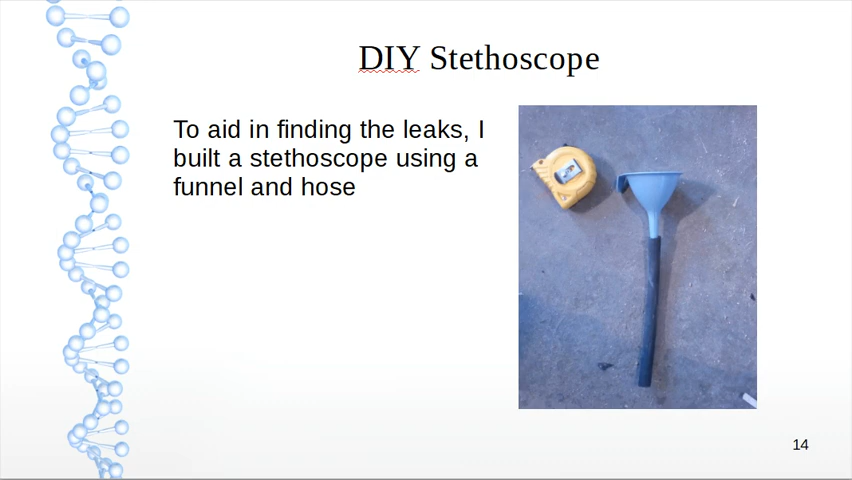 DIY Stethoscope
To aid in finding the leaks, I
built a stethoscope using a
funnel and hose
14